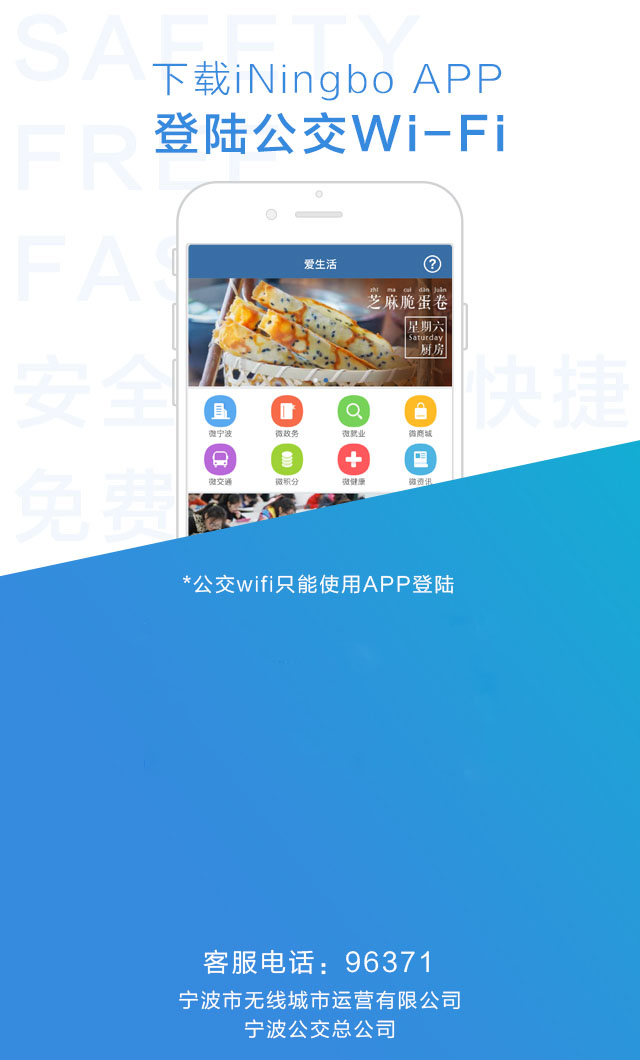 SAFETY
下载iNingbo APP
登陆公交Wi-Fi
FREE
FAS
爱生活
?
zhī ma cuì dàn juǎn
芝麻脆蛋卷
星期六
Saturday
厨房
安全 快捷
微宁波 微政务 微就业 微商城
微交通 微积分 微健康 微资讯
免费
*公交wifi只能使用APP登陆
客服电话：96371
宁波市无线城市运营有限公司
宁波公交总公司